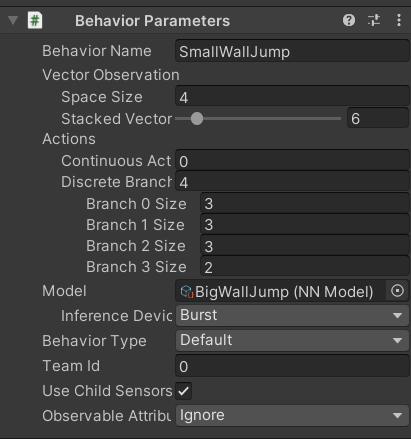 Behavior Parameters
Behavior Name SmallWallJump
Vector Observation
Space Size 4
Stacked Vector 6
Actions
Continuous Act 0
Discrete Branch 4
Branch 0 Size 3
Branch 1 Size 3
Branch 2 Size 3
Branch 3 Size 2
Model BigWallJump (NN Model)
Inference Devic Burst
Behavior Type Default
Team Id 0
Use Child Sensors
Observable Attribu Ignore